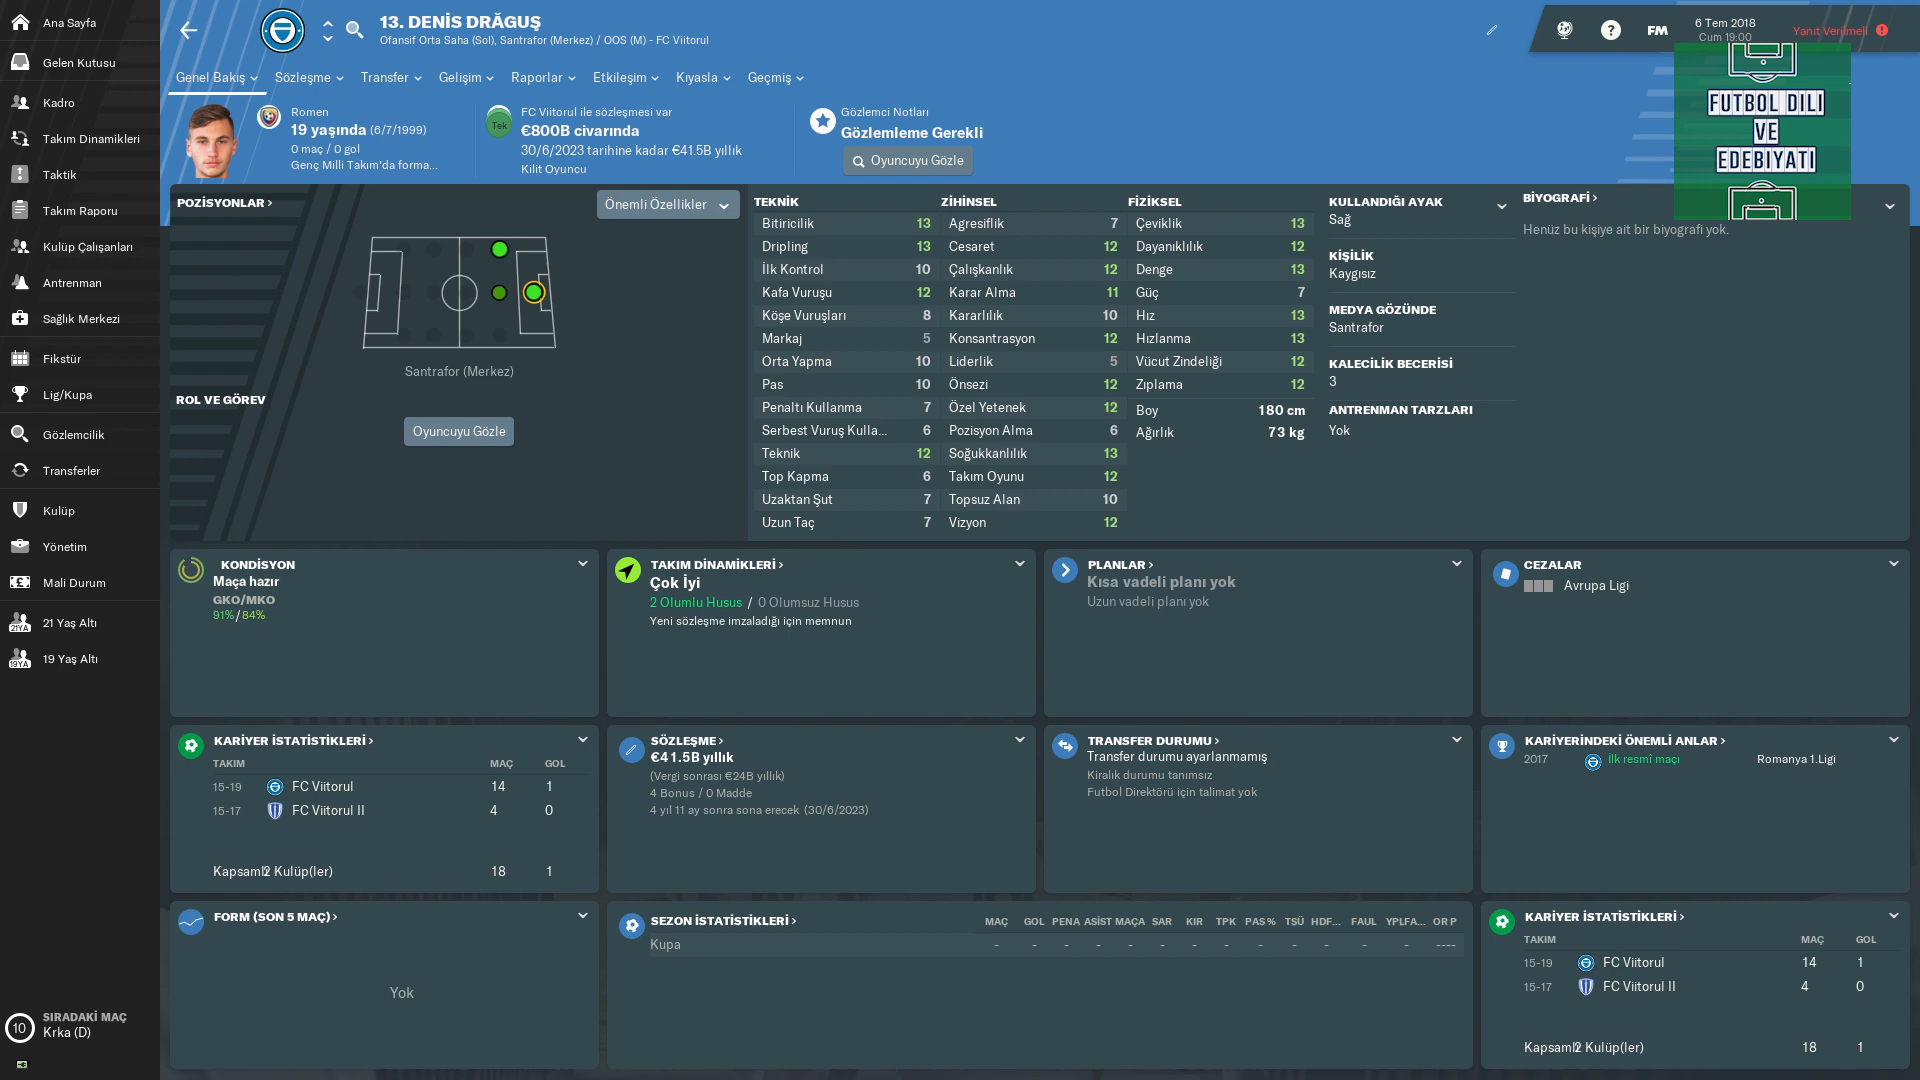 Ana Sayfa
Gelen Kutusu
Kadro
Takım Dinamikleri
Taktik
Takım Raporu
Kulüp Çalışanları
Antrenman
Sağlık Merkezi
Fikstür
Lig/Kupa
Gözlemcilik
Transferler
Kulüp
Yönetim
Mali Durum
21YA
21 Yaş Altı
19YA
19 Yaş Altı
10
SIRADAKİ MAÇ
Krka (D)
13. DENİS DRĂGUŞ
Ofansif Orta Saha (Sol), Santrafor (Merkez) / OOS (M) - FC Viitorul
FM
6 Tem 2018
Cum 19:00
Yanıt Verilmeli
FUTBOL DILI
VE
EDEBIYATI
Genel Bakış
Sözleşme
Transfer
Gelişim
Raporlar
Etkileşim
Kıyasla
Geçmiş
Romen
19 yaşında (6/7/1999)
0 maç / 0 gol
Genç Milli Takım'da forma...
Tek
FC Viitorul ile sözleşmesi var
€800B civarında
30/6/2023 tarihine kadar €41.5B yıllık
Kilit Oyuncu
Gözlemci Notları
Gözlemleme Gerekli
Oyuncuyu Gözle
POZİSYONLAR
Önemli Özellikler
Santrafor (Merkez)
ROL VE GÖREV
Oyuncuyu Gözle
TEKNİK
Bitiricilik 13
Dripling 13
İlk Kontrol 10
Kafa Vuruşu 12
Köşe Vuruşları 8
Markaj 5
Orta Yapma 10
Pas 10
Penaltı Kullanma 7
Serbest Vuruş Kulla... 6
Teknik 12
Top Kapma 6
Uzaktan Şut 7
Uzun Taç 7
ZİHİNSEL
Agresiflik 7
Cesaret 12
Çalışkanlık 12
Karar Alma 11
Kararlılık 10
Konsantrasyon 12
Liderlik 5
Önsezi 12
Özel Yetenek 12
Pozisyon Alma 6
Soğukkanlılık 13
Takım Oyunu 12
Topsuz Alan 10
Vizyon 12
FİZİKSEL
Çeviklik 13
Dayanıklılık 12
Denge 13
Güç 7
Hız 13
Hızlanma 13
Vücut Zindeliği 12
Zıplama 12
Boy 180 cm
Ağırlık 73 kg
KULLANDIĞI AYAK
Sağ
KİŞİLİK
Kaygısız
MEDYA GÖZÜNDE
Santrafor
KALECİLİK BECERİSİ
3
ANTRENMAN TARZLARI
Yok
BİYOGRAFİ
Henüz bu kişiye ait bir biyografi yok.
KONDİSYON
Maça hazır
GKO/MKO
91% / 84%
TAKIM DİNAMİKLERİ
Çok İyi
2 Olumlu Husus / 0 Olumsuz Husus
Yeni sözleşme imzaladığı için memnun
PLANLAR
Kısa vadeli planı yok
Uzun vadeli planı yok
CEZALAR
Avrupa Ligi
KARİYER İSTATİSTİKLERİ
TAKIM MAÇ GOL
15-19 FC Viitorul 14 1
15-17 FC Viitorul II 4 0
Kapsamlı 2 Kulüp(ler) 18 1
SÖZLEŞME
€41.5B yıllık
(Vergi sonrası €24B yıllık)
4 Bonus / 0 Madde
4 yıl 11 ay sonra sona erecek (30/6/2023)
TRANSFER DURUMU
Transfer durumu ayarlanmamış
Kiralık durumu tanımsız
Futbol Direktörü için talimat yok
KARİYERİNDEKİ ÖNEMLİ ANLAR
2017 İlk resmî maçı Romanya 1.Ligi
FORM (SON 5 MAÇ)
Yok
SEZON İSTATİSTİKLERİ
MAÇ GOL PENA ASİST MAÇA SAR KIR TPK PAS % TSÜ HDF... FAUL YPLFA... OR P
Kupa - - - - - - - - - - - - - ----
KARİYER İSTATİSTİKLERİ
TAKIM MAÇ GOL
15-19 FC Viitorul 14 1
15-17 FC Viitorul II 4 0
Kapsamlı 2 Kulüp(ler) 18 1